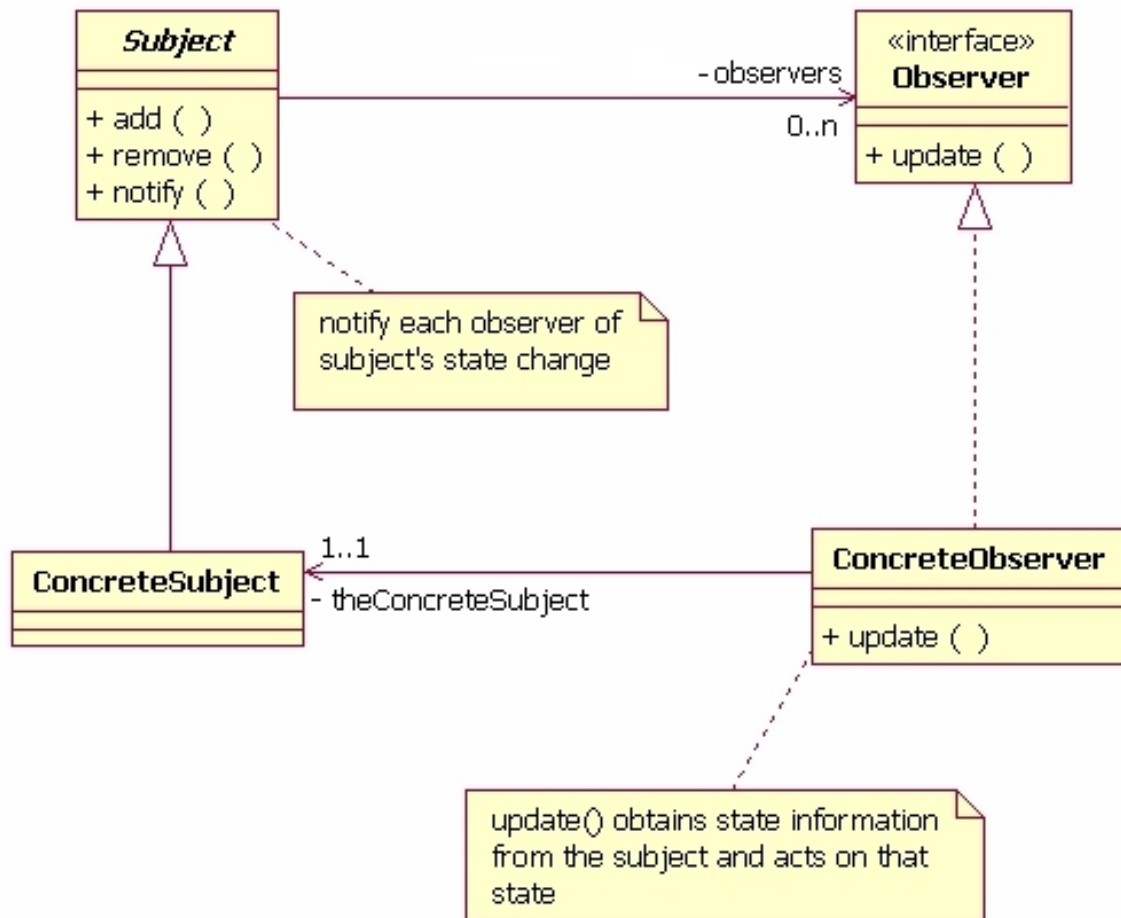 Subject
+ add ( )
+ remove ( )
+ notify ( )
- observers
0..n
«interface»
Observer
+ update ( )
notify each observer of
subject's state change
ConcreteSubject
1..1
- theConcreteSubject
ConcreteObserver
+ update ( )
update() obtains state information
from the subject and acts on that
state